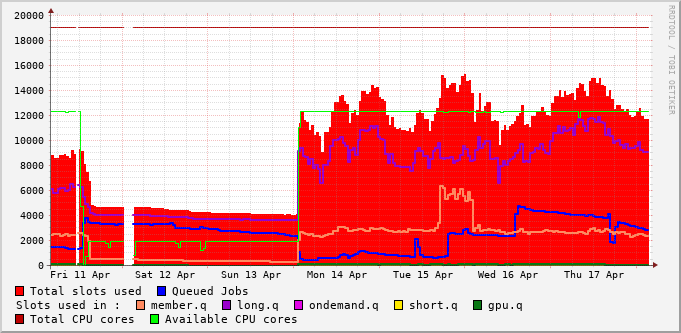 20000
18000
16000
14000
12000
10000
8000
6000
4000
2000
0
Fri 11 Apr Sat 12 Apr Sun 13 Apr Mon 14 Apr Tue 15 Apr Wed 16 Apr Thu 17 Apr
Total slots used Queued Jobs
Slots used in : member.q long.q ondemand.q short.q gpu.q
Total CPU cores Available CPU cores
RRDTOOL / TOBI OETIKER